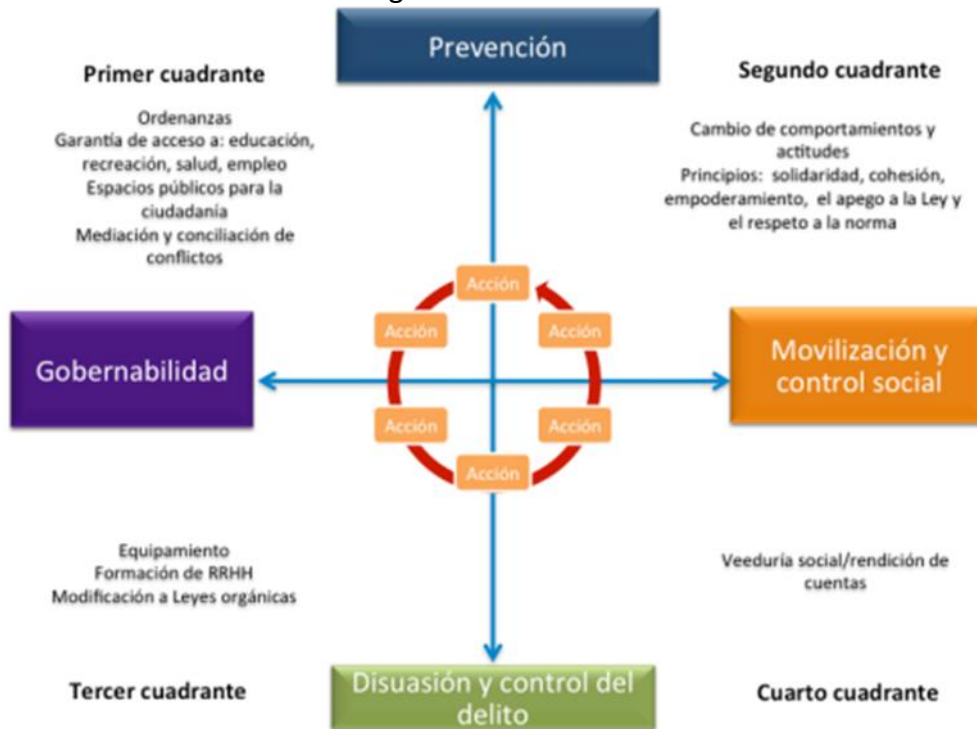 Prevención
Primer cuadrante
Ordenanzas
Garantía de acceso a: educación,
recreación, salud, empleo
Espacios públicos para la
ciudadanía
Mediación y conciliación de
conflictos
Segundo cuadrante
Cambio de comportamientos y
actitudes
Principios: solidaridad, cohesión,
empoderamiento, el apego a la Ley y
el respeto a la norma
Acción
Acción
Acción
Gobernabilidad
Movilización y
control social
Acción
Acción
Acción
Equipamiento
Formación de RRHH
Modificación a Leyes orgánicas
Veeduría social/rendición de
cuentas
Tercer cuadrante
Disuasión y control del
delito
Cuarto cuadrante